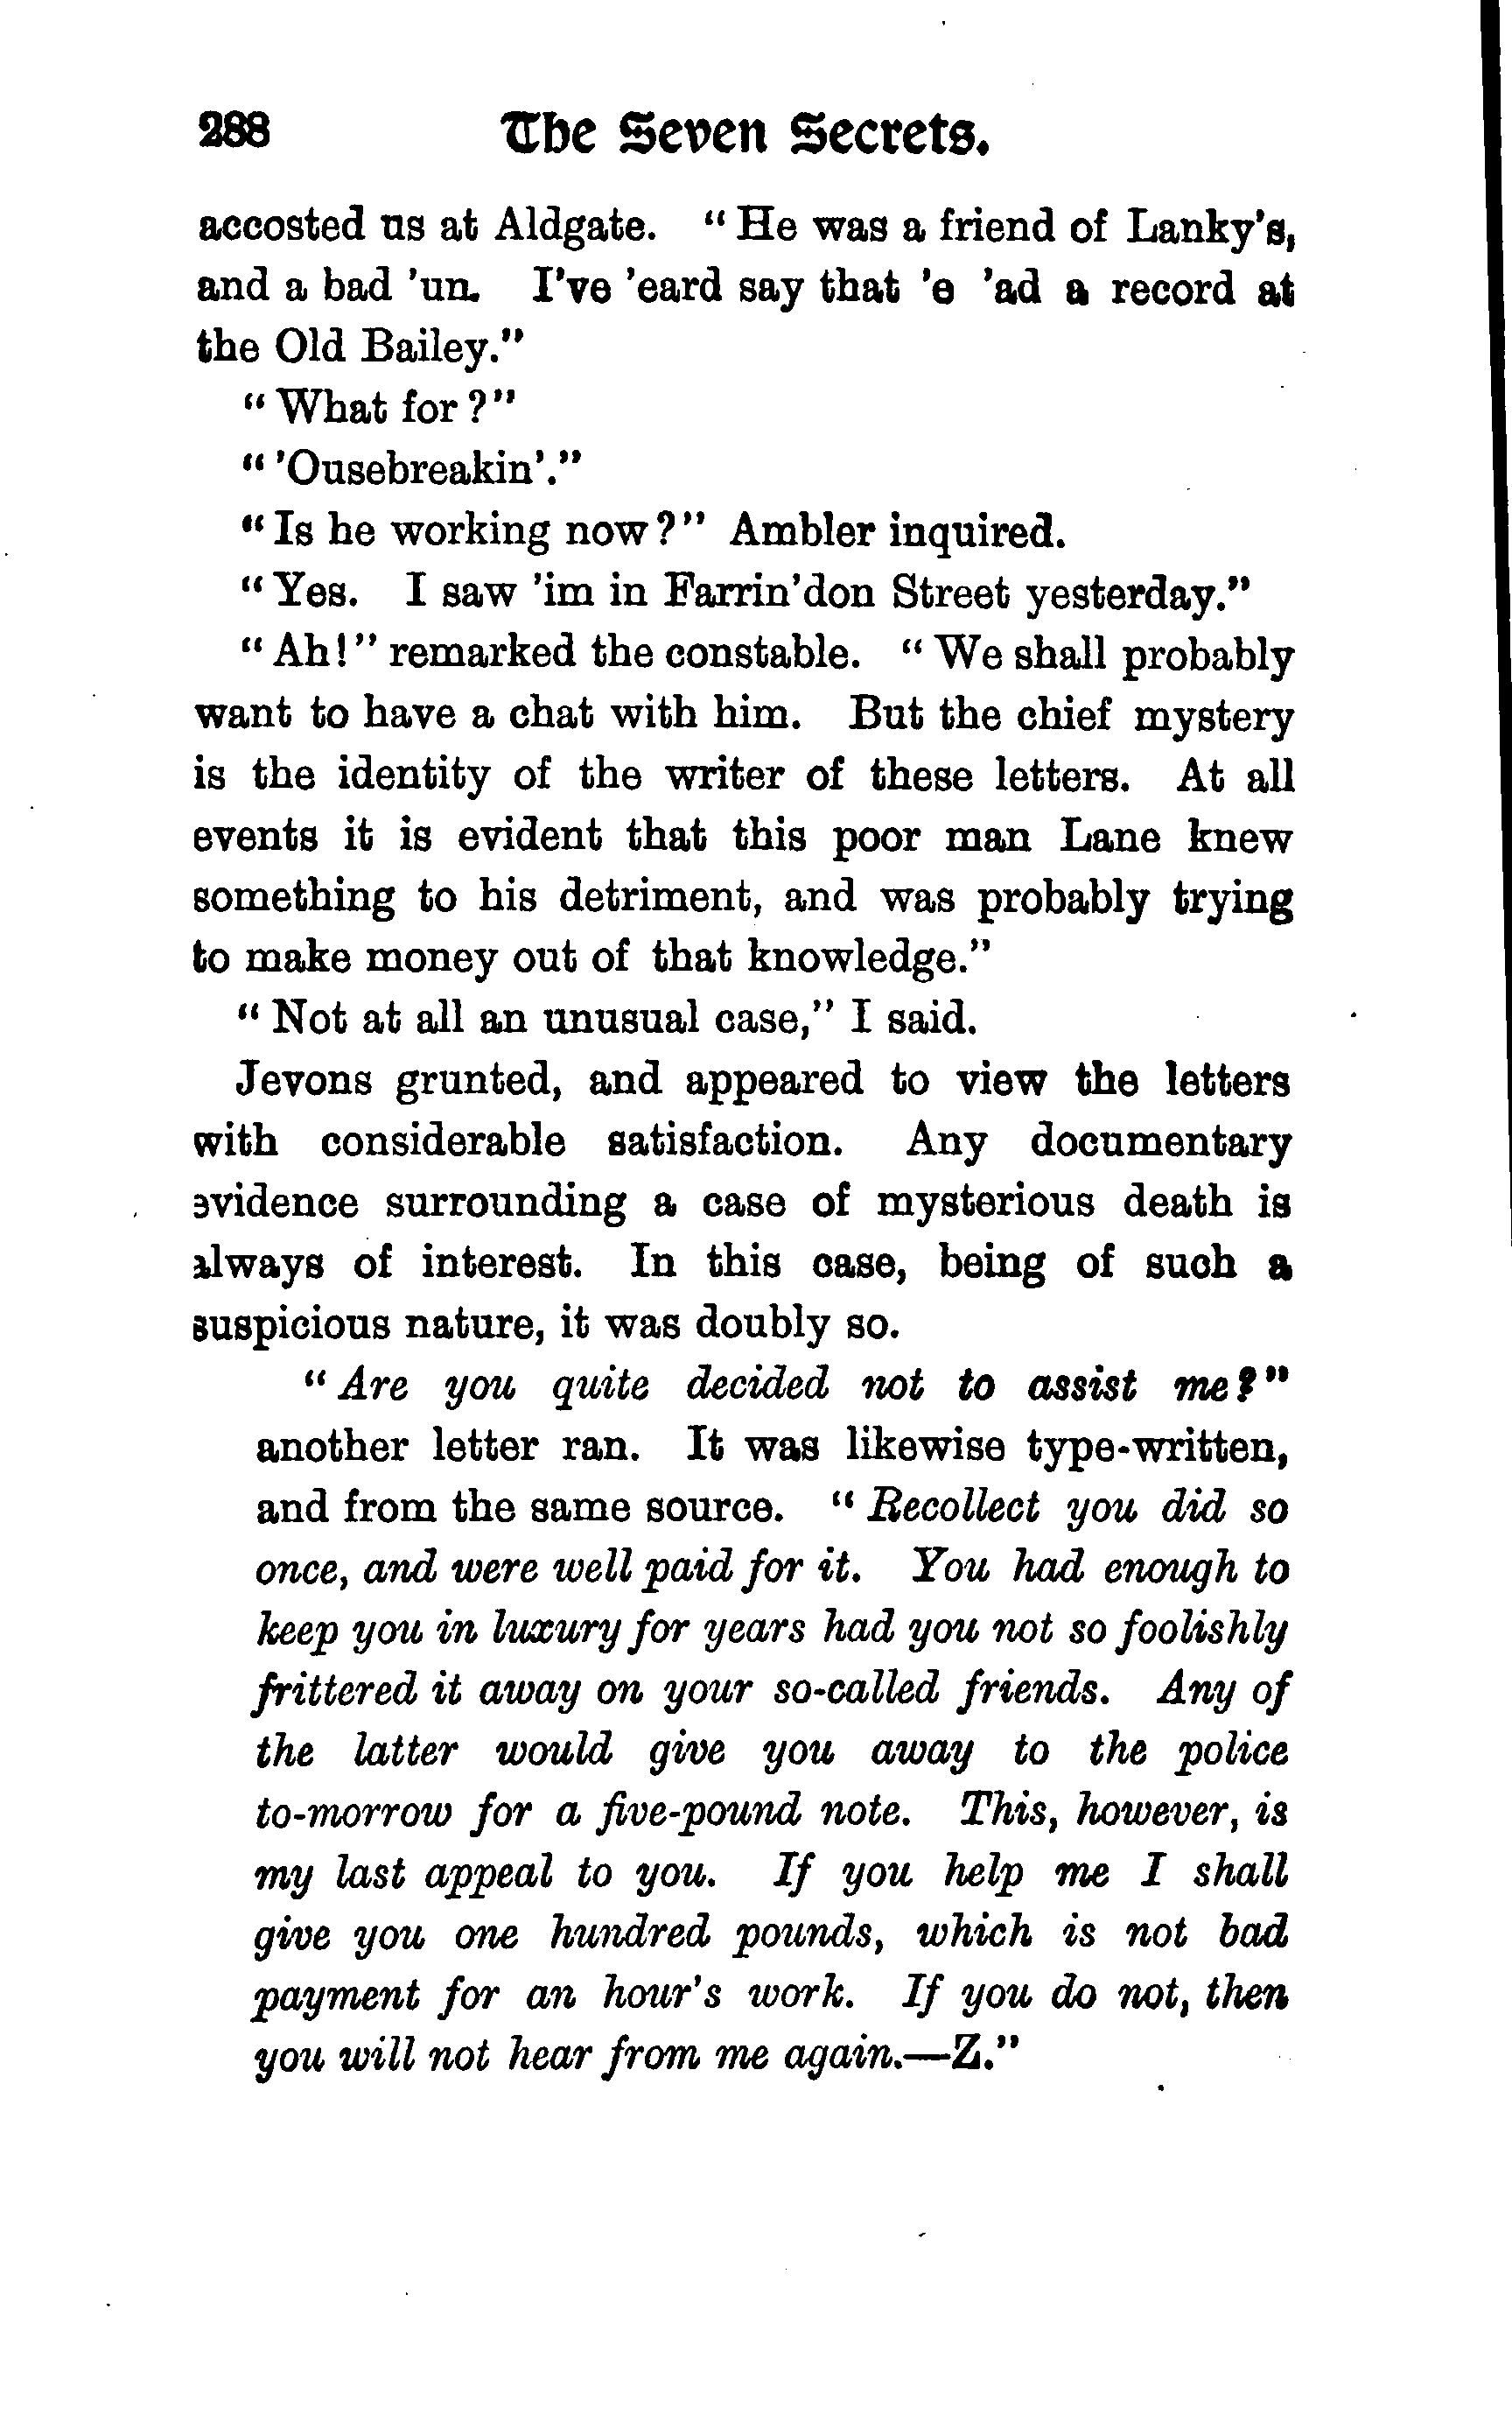 288 The Seven Secrets.
accosted us at Aldgate. "He was a friend of Lanky's,
and a bad 'un. I've 'eard say that 'e 'ad a record at
the Old Bailey."
"What for?"
"'Ousebreakin'."
"Is he working now?" Ambler inquired.
"Yes. I saw 'im in Farrin'don Street yesterday."
"Ah!" remarked the constable. "We shall probably
want to have a chat with him. But the chief mystery
is the identity of the writer of these letters. At all
events it is evident that this poor man Lane knew
something to his detriment, and was probably trying
to make money out of that knowledge."
"Not at all an unusual case," I said.
Jevons grunted, and appeared to view the letters
with considerable satisfaction. Any documentary
evidence surrounding a case of mysterious death is
always of interest. In this case, being of such a
suspicious nature, it was doubly so.
"Are you quite decided not to assist me?"
another letter ran. It was likewise type-written,
and from the same source. "Recollect you did so
once, and were well paid for it. You had enough to
keep you in luxury for years had you not so foolishly
frittered it away on your so-called friends. Any of
the latter would give you away to the police
to-morrow for a five-pound note. This, however, is
my last appeal to you. If you help me I shall
give you one hundred pounds, which is not bad
payment for an hour's work. If you do not, then
you will not hear from me again.—Z."